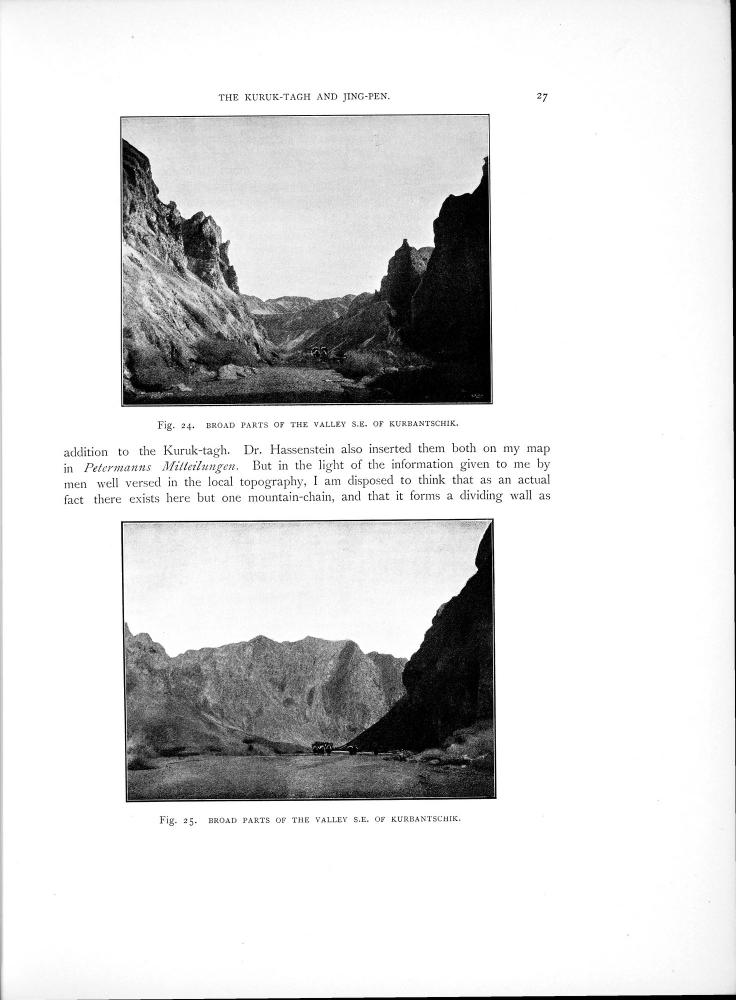 THE KURUK-TAGH AND JING-PEN. 27
Fig. 24. BROAD PARTS OF THE VALLEY S.E. OF KURBANTSCHIK.
addition to the Kuruk-tagh. Dr. Hassenstein also inserted them both on my map
in Petermanns Mitteilungen. But in the light of the information given to me by
men well versed in the local topography, I am disposed to think that as an actual
fact there exists here but one mountain-chain, and that it forms a dividing wall as
Fig. 25. BROAD PARTS OF THE VALLEY S.E. OF KURBANTSCHIK.